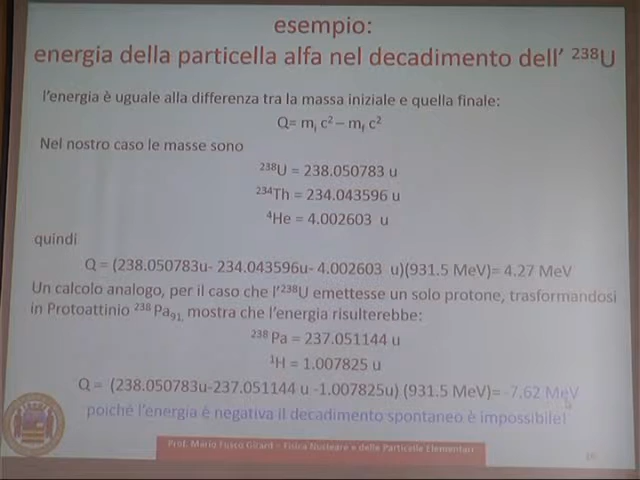 esempio:
energia della particella alfa nel decadimento dell' ²³⁸U
l'energia è uguale alla differenza tra la massa iniziale e quella finale:
Q= mᵢ c² – m_f c²
Nel nostro caso le masse sono
²³⁸U = 238.050783 u
²³⁴Th = 234.043596 u
⁴He = 4.002603 u
quindi
Q = (238.050783u- 234.043596u- 4.002603 u)(931.5 MeV)= 4.27 MeV
Un calcolo analogo, per il caso che l'²³⁸U emettesse un solo protone, trasformandosi
in Protoattinio ²³⁸Pa₉₁, mostra che l'energia risulterebbe:
²³⁸Pa = 237.051144 u
¹H = 1.007825 u
Q = (238.050783u-237.051144 u -1.007825u) (931.5 MeV)= -7.62 MeV
poiché l'energia é negativa il decadimento spontaneo è impossibile!
Prof. Mario Fusco Girard – Fisica Nucleare e delle Particelle Elementari